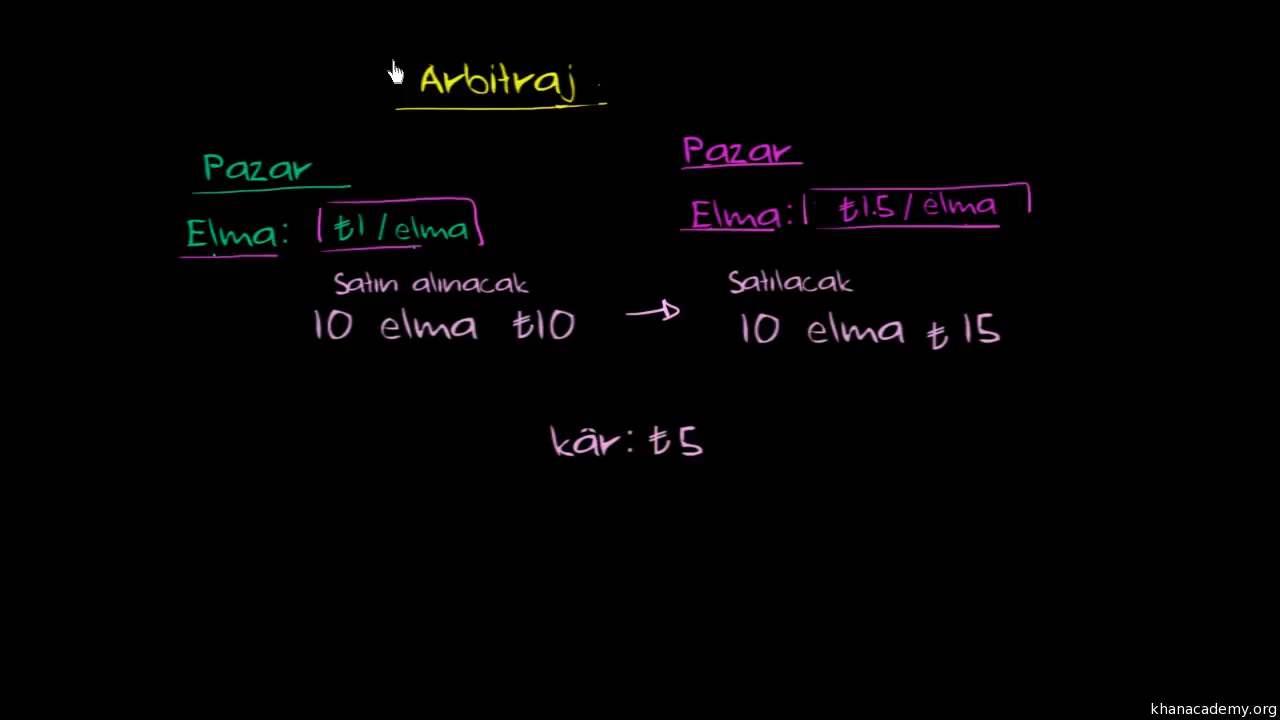 Arbitraj
Pazar
Elma: ₺1 / elma
Satın alınacak
10 elma ₺10
Pazar
Elma: ₺1.5 / elma
Satılacak
10 elma ₺ 15
kâr: ₺5
khanacademy.org